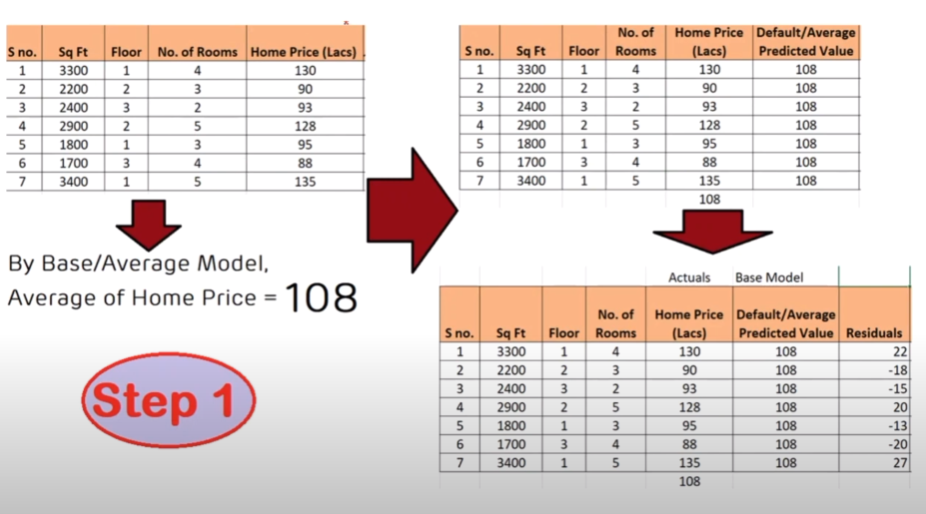 S no. Sq Ft Floor No. of Rooms Home Price (Lacs)
1 3300 1 4 130
2 2200 2 3 90
3 2400 3 2 93
4 2900 2 5 128
5 1800 1 3 95
6 1700 3 4 88
7 3400 1 5 135
By Base/Average Model,
Average of Home Price = 108
Step 1
No. of Home Price Default/Average
S no. Sq Ft Floor Rooms (Lacs) Predicted Value
1 3300 1 4 130 108
2 2200 2 3 90 108
3 2400 3 2 93 108
4 2900 2 5 128 108
5 1800 1 3 95 108
6 1700 3 4 88 108
7 3400 1 5 135 108
108
Actuals Base Model
No. of Home Price Default/Average
S no. Sq Ft Floor Rooms (Lacs) Predicted Value Residuals
1 3300 1 4 130 108 22
2 2200 2 3 90 108 -18
3 2400 3 2 93 108 -15
4 2900 2 5 128 108 20
5 1800 1 3 95 108 -13
6 1700 3 4 88 108 -20
7 3400 1 5 135 108 27
108